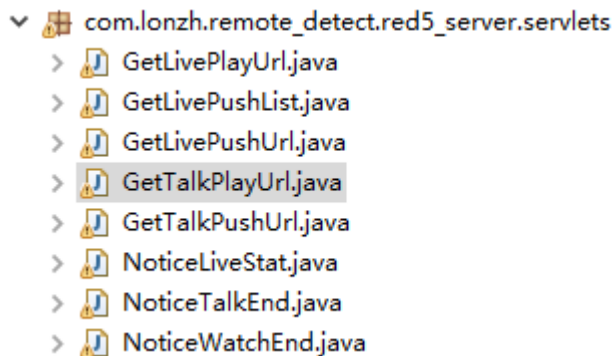 com.lonzh.remote_detect.red5_server.servlets
GetLivePlayUrl.java
GetLivePushList.java
GetLivePushUrl.java
GetTalkPlayUrl.java
GetTalkPushUrl.java
NoticeLiveStat.java
NoticeTalkEnd.java
NoticeWatchEnd.java